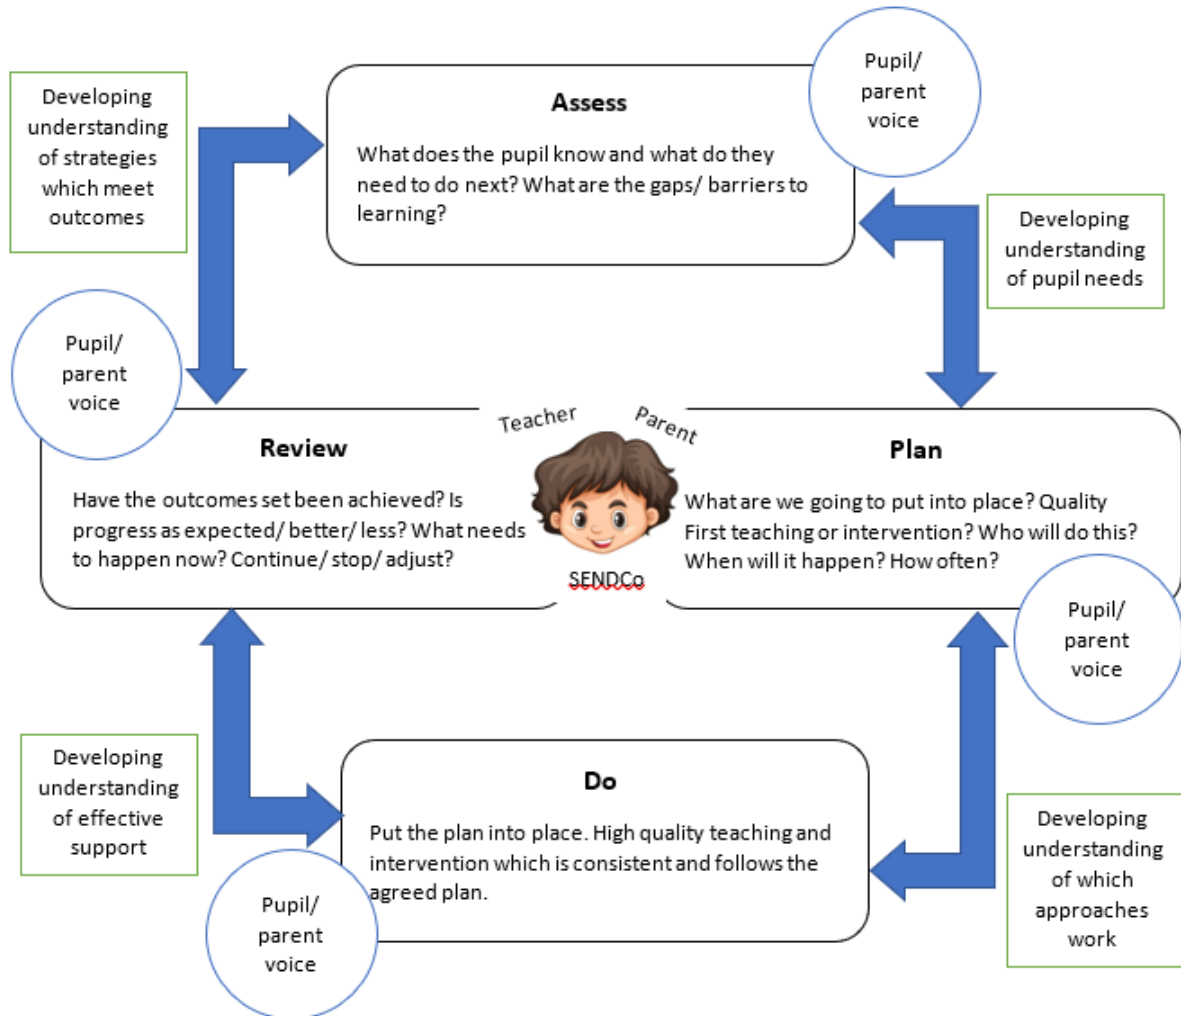 Pupil/
parent
voice
Developing
understanding
of strategies
which meet
outcomes
Assess
What does the pupil know and what do they
need to do next? What are the gaps/ barriers to
learning?
Developing
understanding
of pupil needs
Pupil/
parent
voice
Teacher
Parent
SENDCo
Review
Have the outcomes set been achieved? Is
progress as expected/ better/ less? What needs
to happen now? Continue/ stop/ adjust?
Plan
What are we going to put into place? Quality
First teaching or intervention? Who will do this?
When will it happen? How often?
Pupil/
parent
voice
Developing
understanding
of effective
support
Do
Put the plan into place. High quality teaching and
intervention which is consistent and follows the
agreed plan.
Developing
understanding
of which
approaches
work
Pupil/
parent
voice